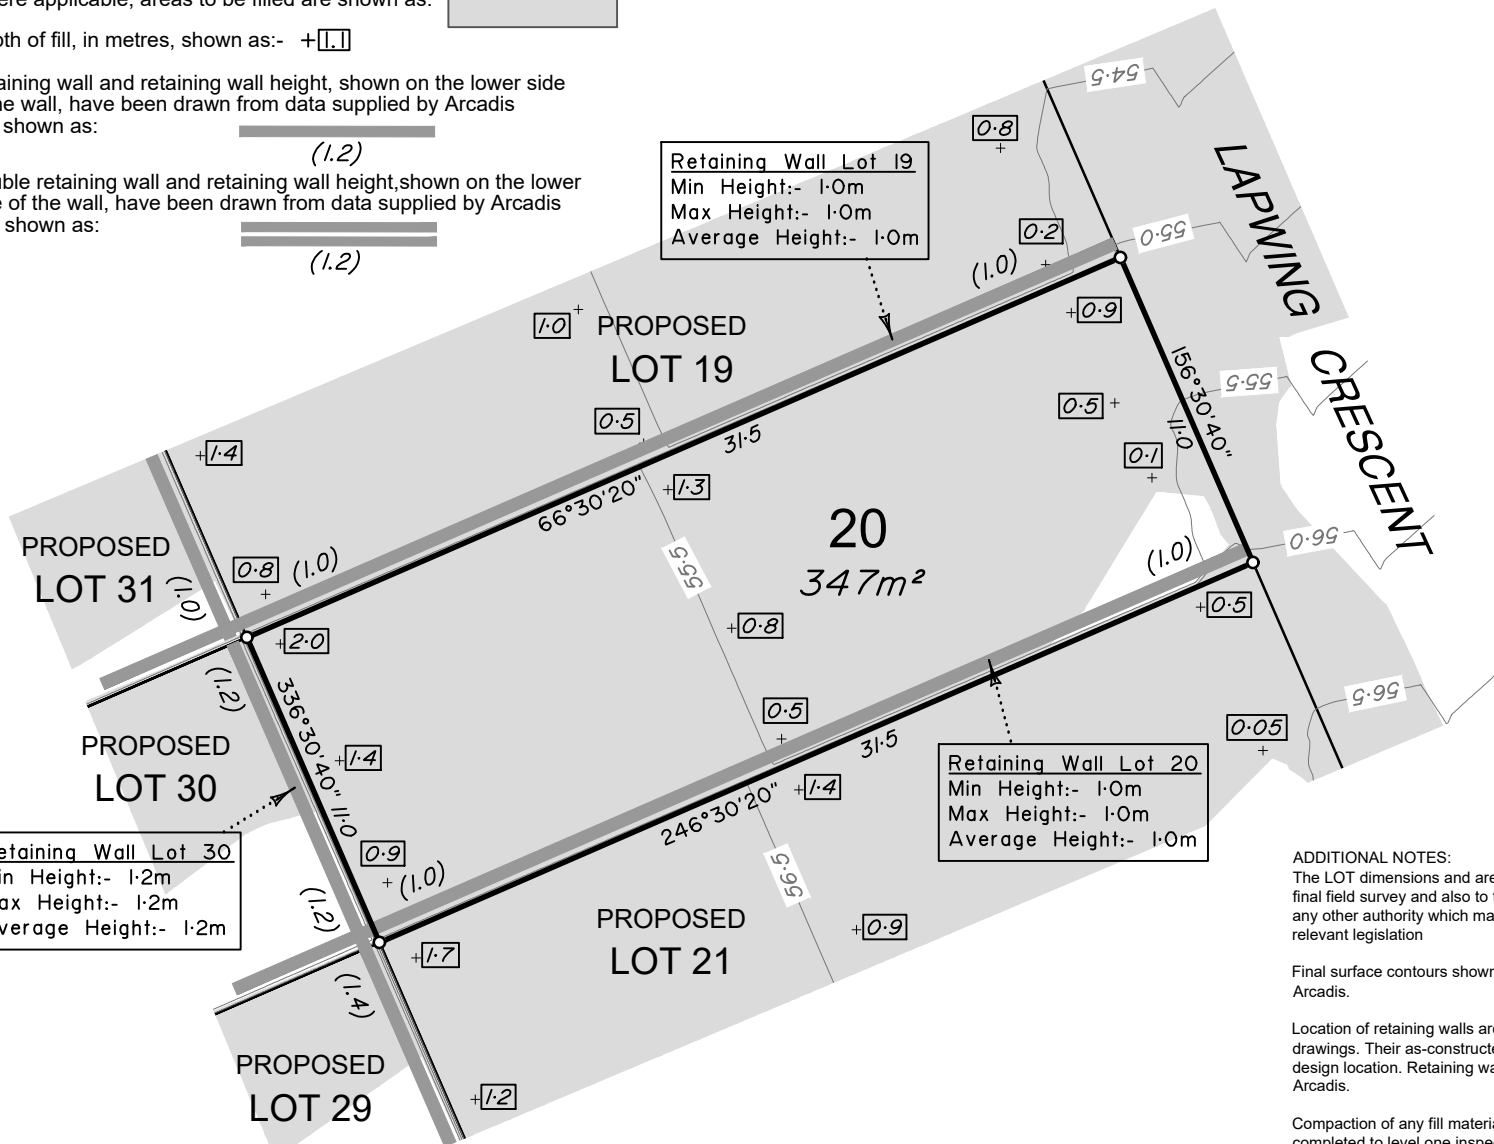 ere applicable, areas to be filled are shown as:
pth of fill, in metres, shown as:- +1.1
aining wall and retaining wall height, shown on the lower side
he wall, have been drawn from data supplied by Arcadis
shown as:
(1.2)
ble retaining wall and retaining wall height,shown on the lower
e of the wall, have been drawn from data supplied by Arcadis
shown as:
(1.2)
54·5
0·8
LAPWING
CRESCENT
Retaining Wall Lot 19
Min Height:- 1·0m
Max Height:- 1·0m
Average Height:- 1·0m
0·2
55·0
(1.0)
0·9
1·0
PROPOSED
LOT 19
156°30'40"
11·0
55·5
0·5
0·5
31·5
0·1
1·4
1·3
66°30'20"
20
347m²
56·0
(1.0)
PROPOSED
LOT 31
(1.0)
0·8
(1.0)
55·5
0·5
2·0
0·8
(1.2)
336°30'40"
11·0
56·5
0·05
0·5
31·5
PROPOSED
LOT 30
1·4
1·4
246°30'20"
Retaining Wall Lot 20
Min Height:- 1·0m
Max Height:- 1·0m
Average Height:- 1·0m
etaining Wall Lot 30
in Height:- 1·2m
ax Height:- 1·2m
verage Height:- 1·2m
0·9
(1.0)
56·5
(1.2)
PROPOSED
LOT 21
0·9
1·7
(1.4)
PROPOSED
LOT 29
1·2
ADDITIONAL NOTES:
The LOT dimensions and are
final field survey and also to
any other authority which ma
relevant legislation
Final surface contours shown
Arcadis.
Location of retaining walls are
drawings. Their as-constructe
design location. Retaining wa
Arcadis.
Compaction of any fill materia
completed to level one inspe